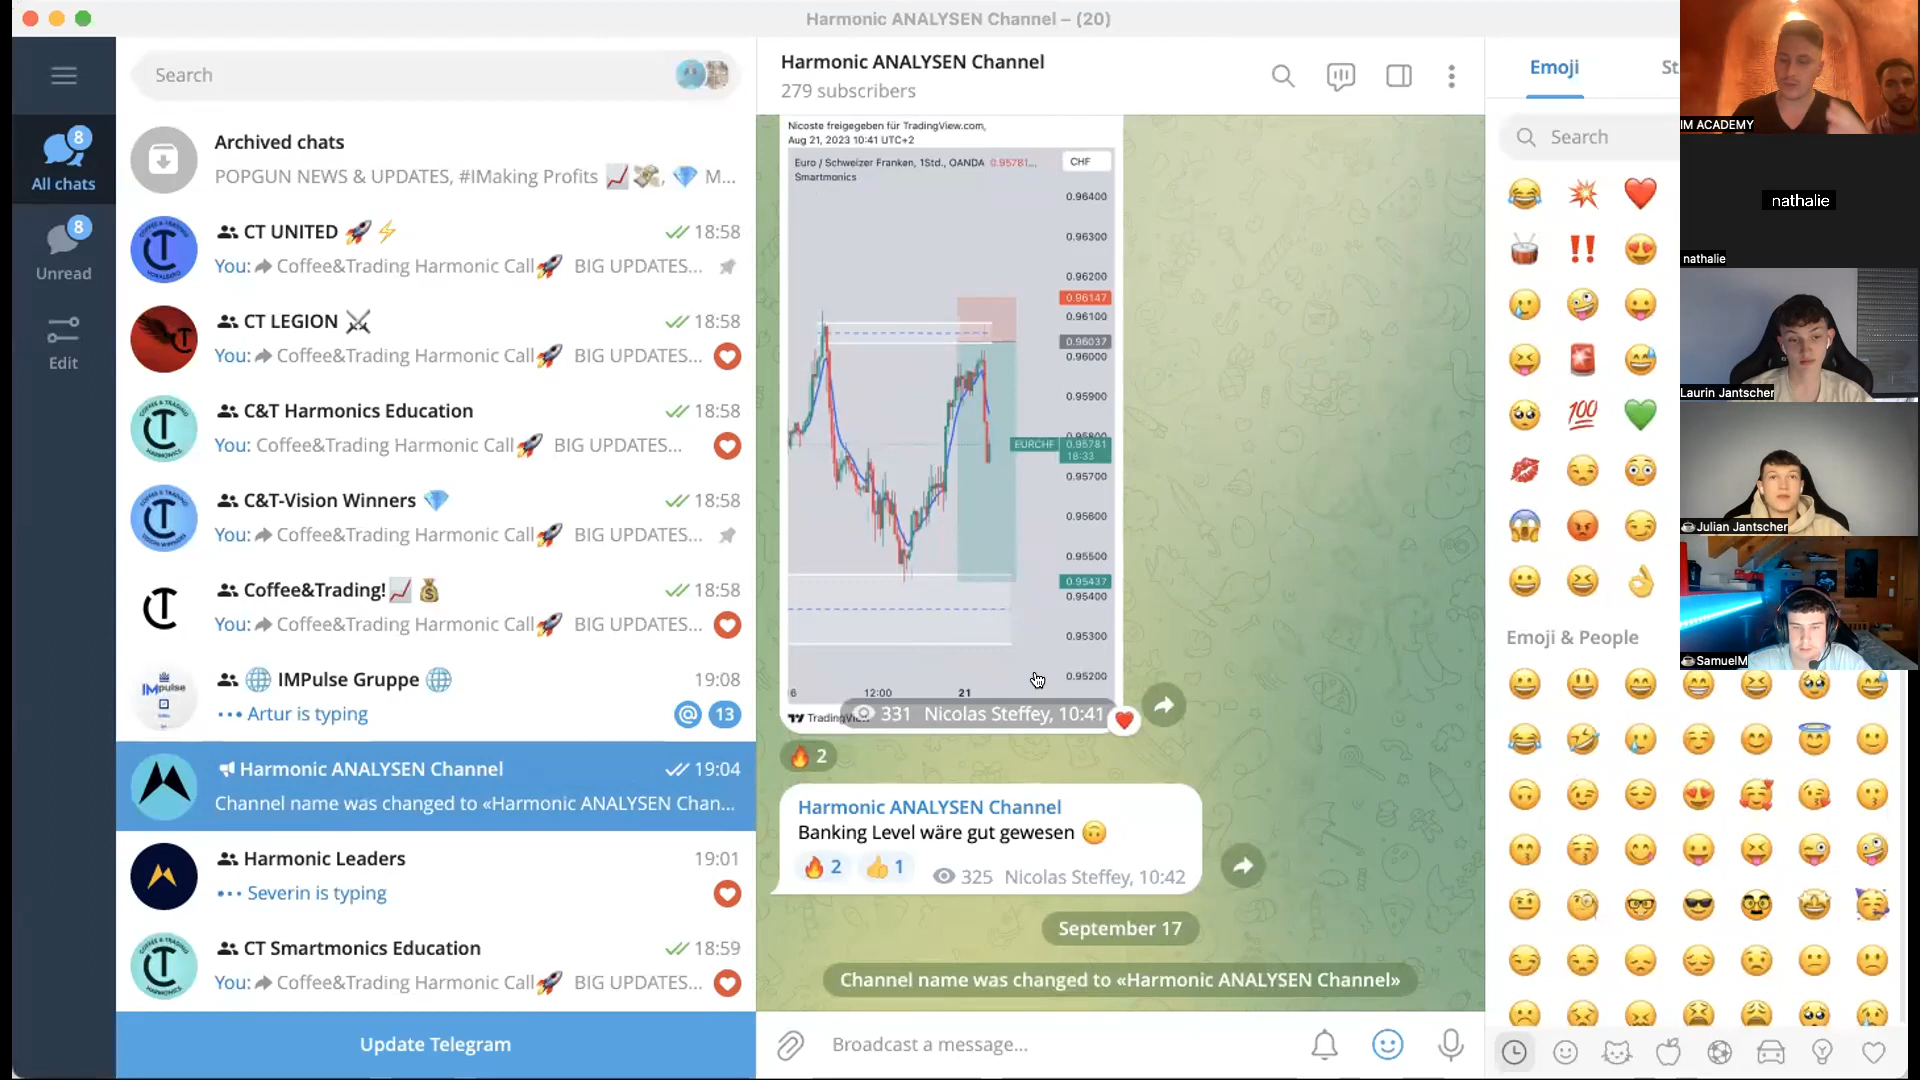 Harmonic ANALYSEN Channel – (20)
Search
8
All chats
8
Unread
Edit
Archived chats
POPGUN NEWS & UPDATES, #IMaking Profits 📈 💸, 💎 M...
CT UNITED 🚀 ⚡ 18:58
You: Coffee&Trading Harmonic Call🚀 BIG UPDATES...
CT LEGION ⚔ 18:58
You: Coffee&Trading Harmonic Call🚀 BIG UPDATES...
C&T Harmonics Education 18:58
You: Coffee&Trading Harmonic Call🚀 BIG UPDATES...
C&T-Vision Winners 💎 18:58
You: Coffee&Trading Harmonic Call🚀 BIG UPDATES...
Coffee&Trading!📈 💰 18:58
You: Coffee&Trading Harmonic Call🚀 BIG UPDATES...
IMpulse
🌐 IMPulse Gruppe 🌐 19:08
Artur is typing @ 13
Harmonic ANALYSEN Channel 19:04
Channel name was changed to «Harmonic ANALYSEN Chan...
Harmonic Leaders 19:01
Severin is typing
CT Smartmonics Education 18:59
You: Coffee&Trading Harmonic Call🚀 BIG UPDATES...
Update Telegram
Harmonic ANALYSEN Channel
279 subscribers
Nicoste freigegeben für TradingView.com,
Aug 21, 2023 10:41 UTC+2
Euro / Schweizer Franken, 1Std., OANDA 0.95781...
CHF
Smartmonics
0.96400
0.96300
0.96200
0.96147
0.96100
0.96037
0.96000
0.95900
EURCHF 0.95781
18:33
0.95700
0.95600
0.95500
0.95437
0.95400
0.95300
0.95200
6 12:00 21
331 Nicolas Steffey, 10:41
🔥 2
Harmonic ANALYSEN Channel
Banking Level wäre gut gewesen 🙃
🔥 2 👍 1 325 Nicolas Steffey, 10:42
September 17
Channel name was changed to «Harmonic ANALYSEN Channel»
Broadcast a message...
Emoji St
Search
Emoji & People
IM ACADEMY
nathalie
nathalie
Laurin Jantscher
Julian Jantscher
SamuelM